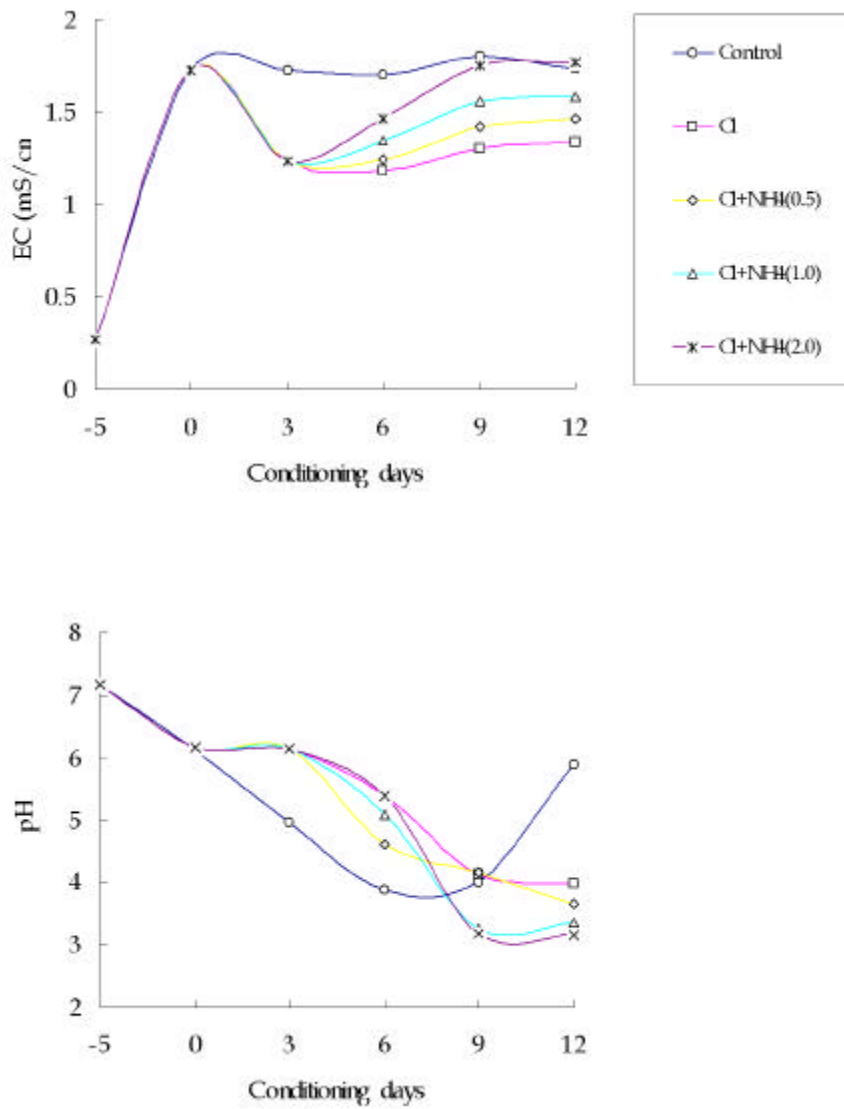 2
1.5
1
0.5
0
EC (mS/cn
-5 0 3 6 9 12
Conditioning days
Control
Cl
Cl+NH4(0.5)
Cl+NH4(1.0)
Cl+NH4(2.0)
8
7
6
5
4
3
2
pH
-5 0 3 6 9 12
Conditioning days